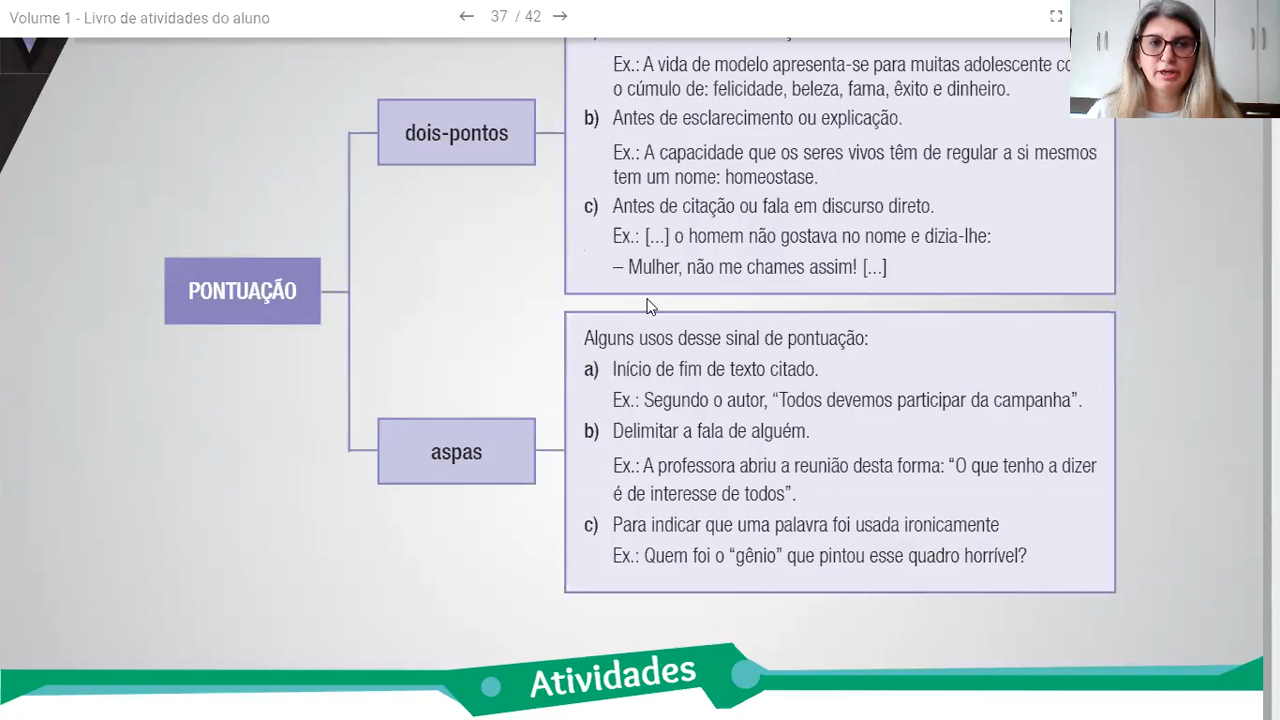 Volume 1 - Livro de atividades do aluno
37 / 42
Ex.: A vida de modelo apresenta-se para muitas adolescente
o cúmulo de: felicidade, beleza, fama, êxito e dinheiro.
dois-pontos
b) Antes de esclarecimento ou explicação.
Ex.: A capacidade que os seres vivos têm de regular a si mesmos
tem um nome: homeostase.
c) Antes de citação ou fala em discurso direto.
Ex.: [...] o homem não gostava no nome e dizia-lhe:
– Mulher, não me chames assim! [...]
PONTUAÇÃO
Alguns usos desse sinal de pontuação:
a) Início de fim de texto citado.
Ex.: Segundo o autor, “Todos devemos participar da campanha”.
b) Delimitar a fala de alguém.
aspas
Ex.: A professora abriu a reunião desta forma: “O que tenho a dizer
é de interesse de todos”.
c) Para indicar que uma palavra foi usada ironicamente
Ex.: Quem foi o “gênio” que pintou esse quadro horrível?
Atividades